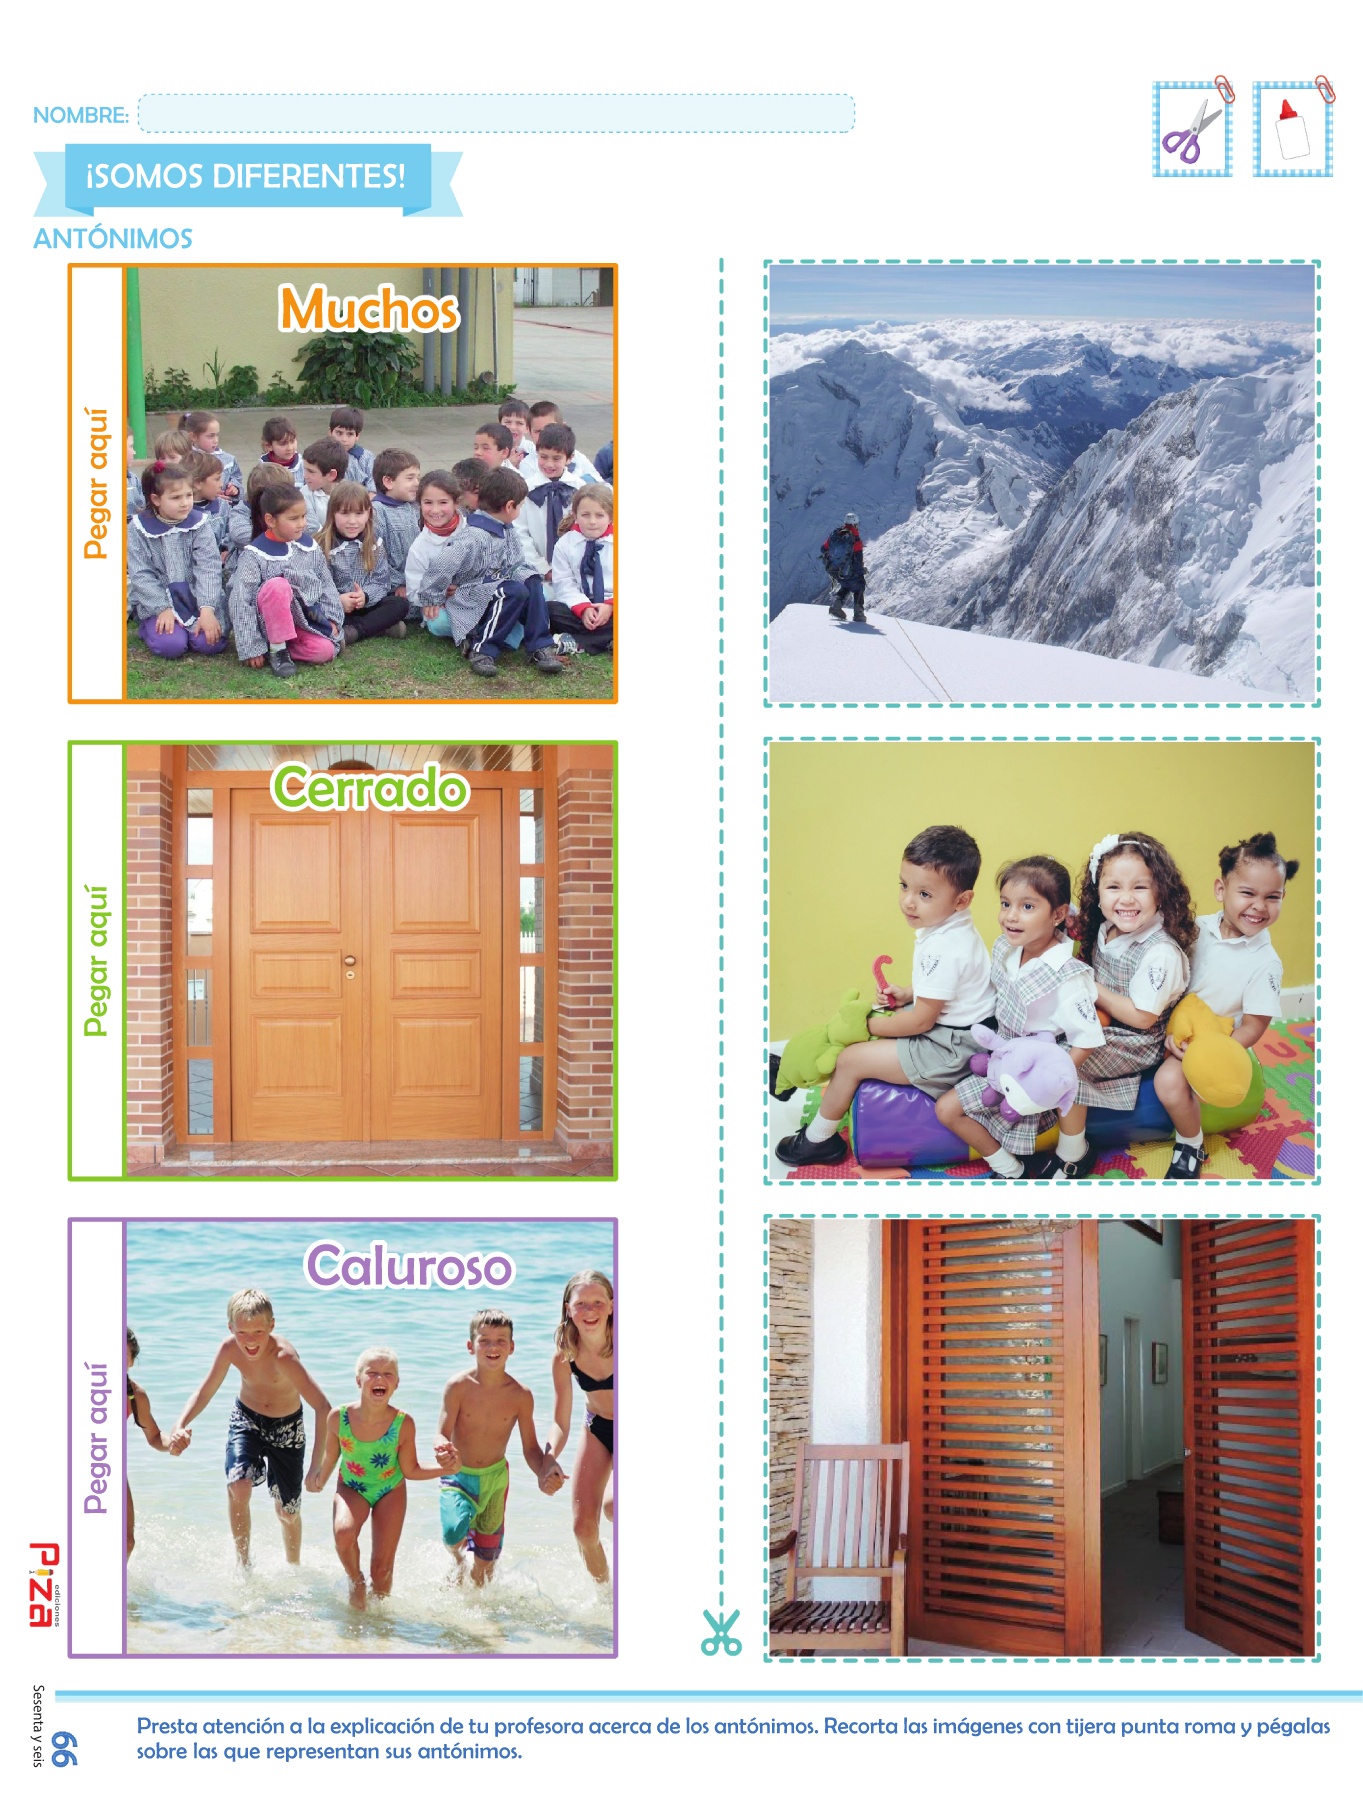 NOMBRE:
¡SOMOS DIFERENTES!
ANTÓNIMOS
Muchos
Pegar aquí
Cerrado
Pegar aquí
Caluroso
Pegar aquí
Piza
ediciones
Sesenta y seis
66
Presta atención a la explicación de tu profesora acerca de los antónimos. Recorta las imágenes con tijera punta roma y pégalas
sobre las que representan sus antónimos.